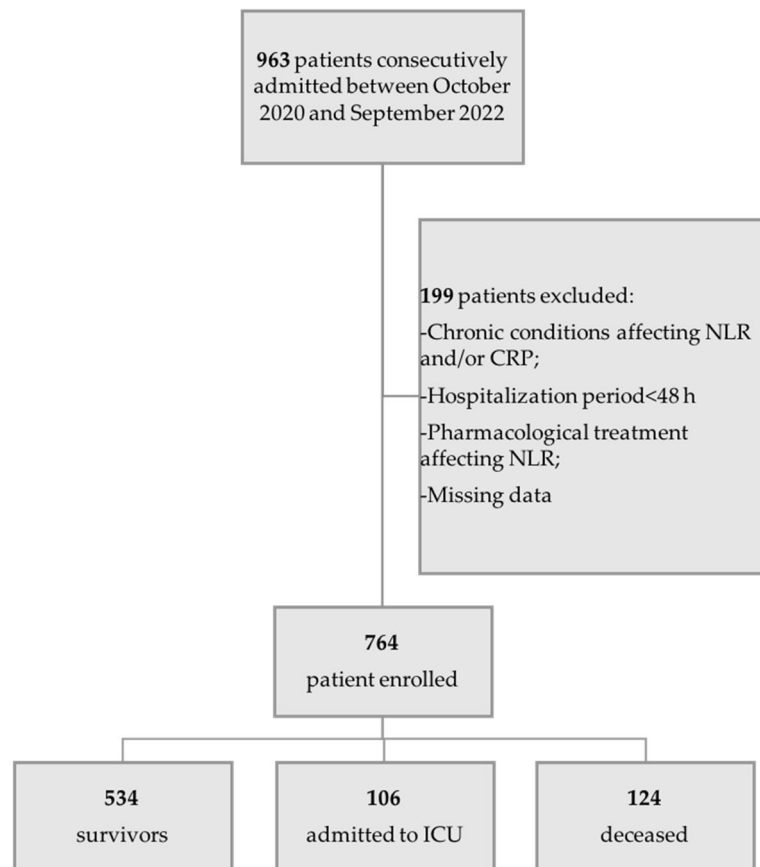 963 patients consecutively
admitted between October
2020 and September 2022
199 patients excluded:
-Chronic conditions affecting NLR
and/or CRP;
-Hospitalization period<48 h
-Pharmacological treatment
affecting NLR;
-Missing data
764
patient enrolled
534
survivors
106
admitted to ICU
124
deceased